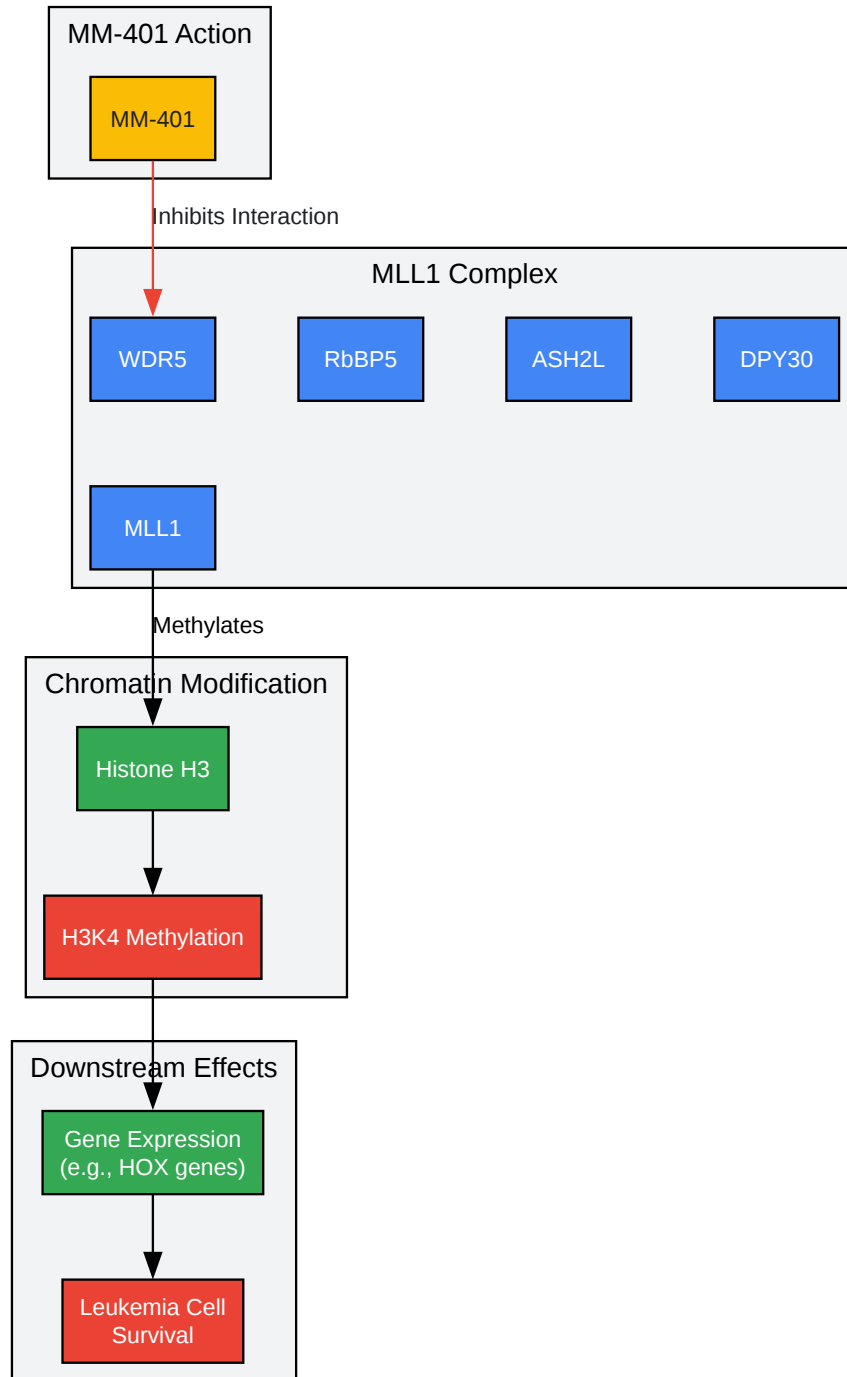 MM-401 Action
MM-401
Inhibits Interaction
MLL1 Complex
WDR5
RbBP5
ASH2L
DPY30
MLL1
Methylates
Chromatin Modification
Histone H3
H3K4 Methylation
Downstream Effects
Gene Expression
(e.g., HOX genes)
Leukemia Cell
Survival